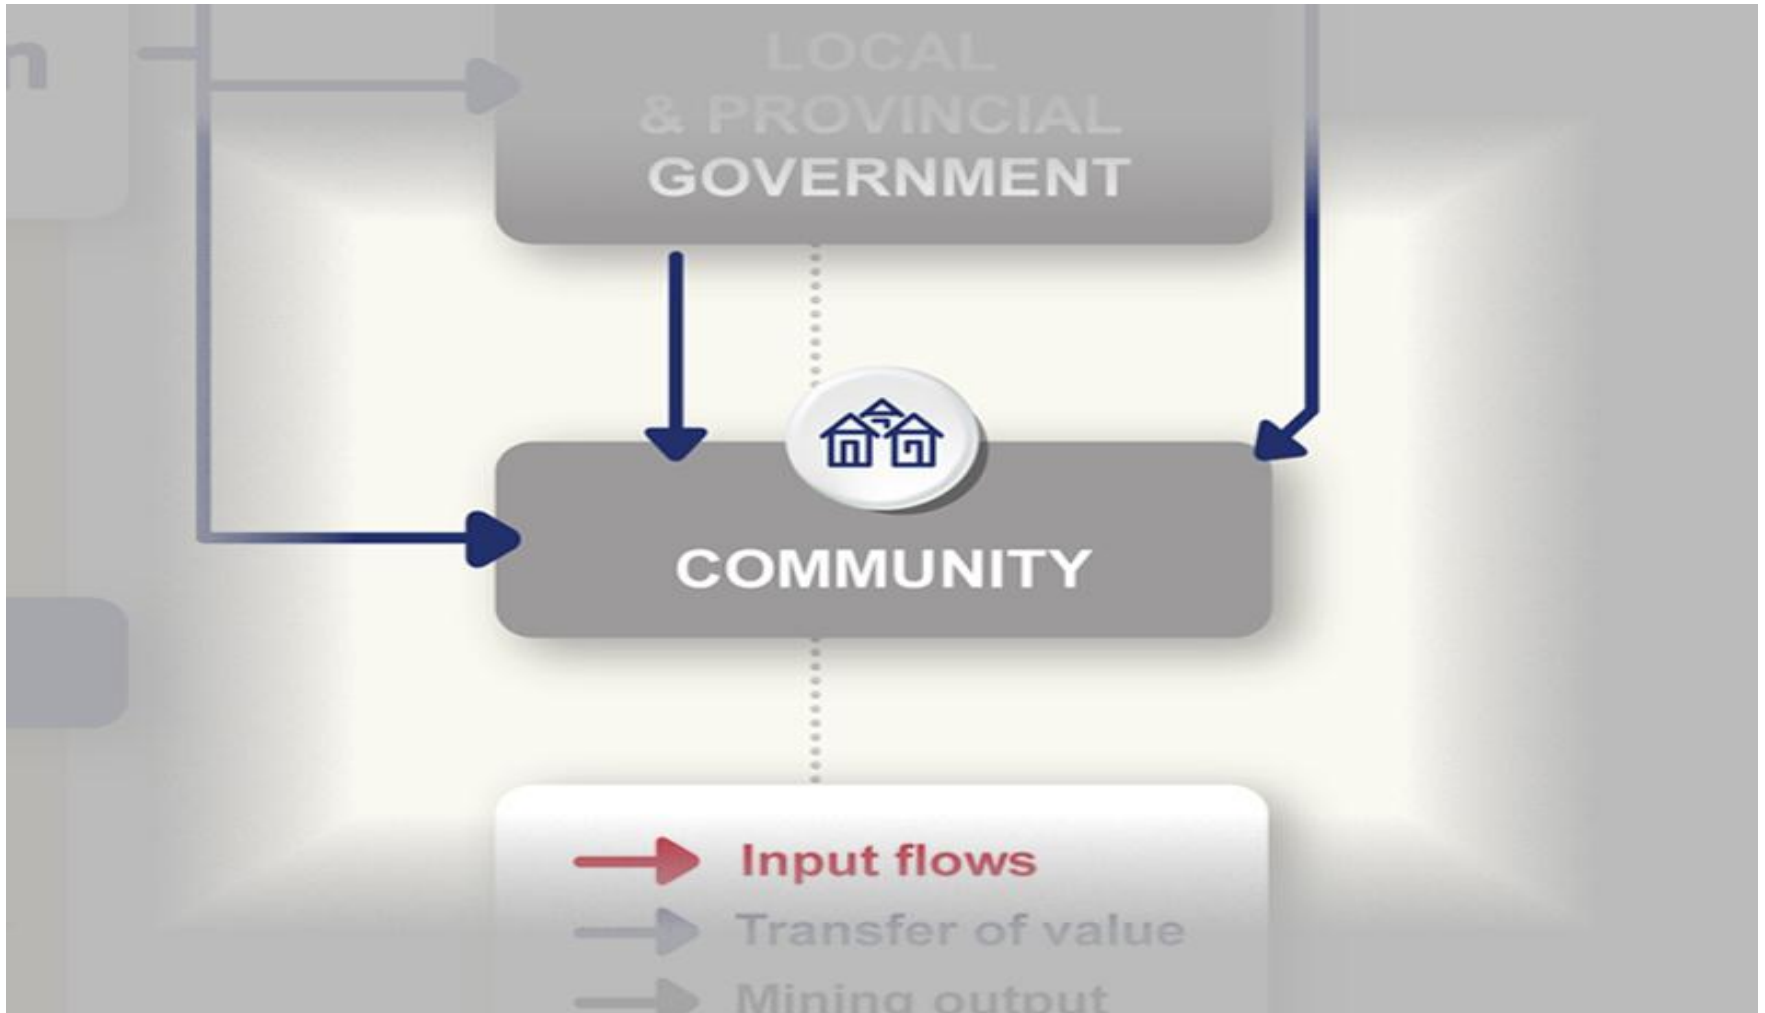 n
LOCAL
& PROVINCIAL
GOVERNMENT
COMMUNITY
Input flows
Transfer of value
Mining output